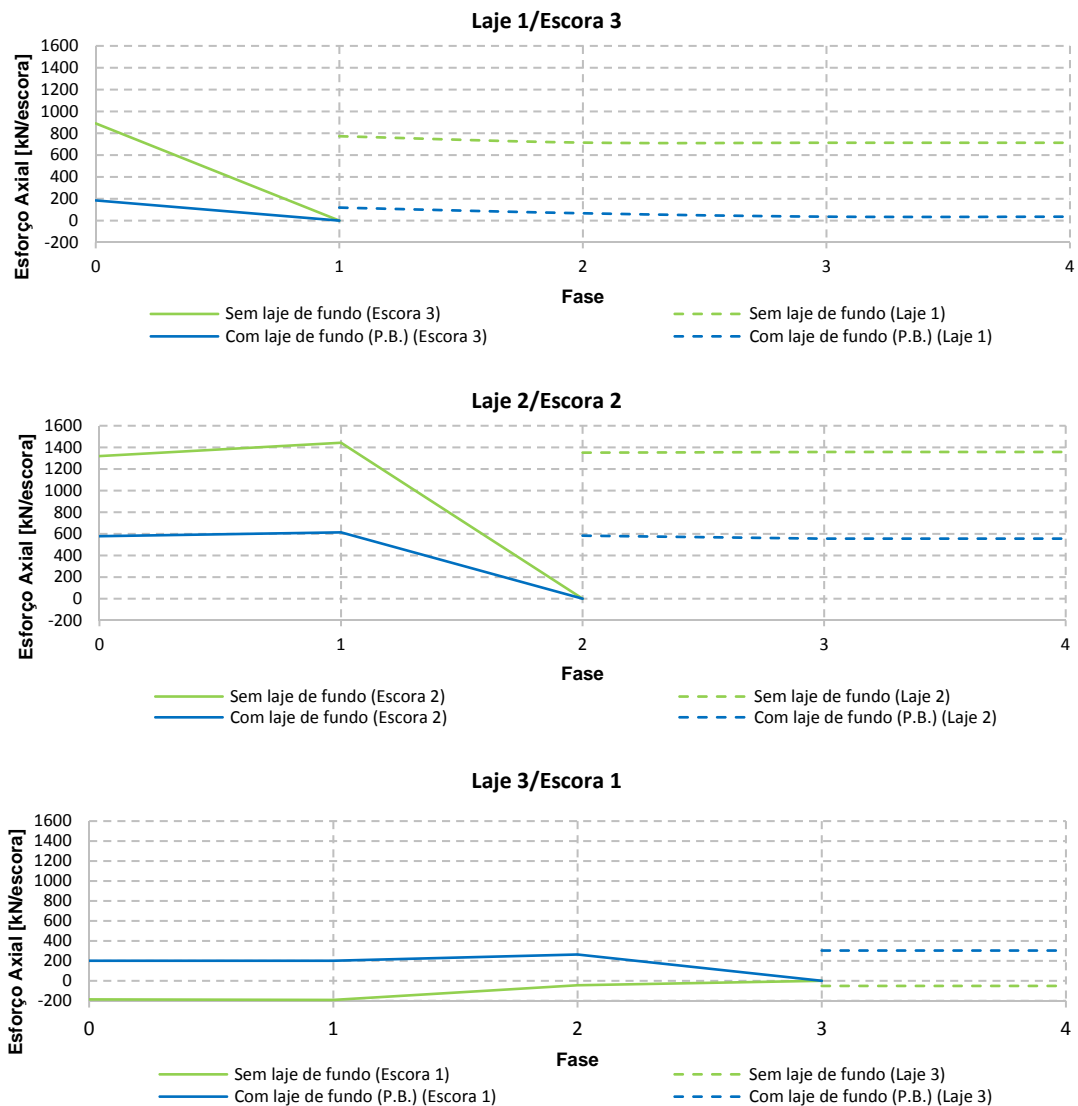 Laje 1/Escora 3
Esforço Axial [kN/escora]
1600
1400
1200
1000
800
600
400
200
0
-200
0 1 2 3 4
Fase
Sem laje de fundo (Escora 3) Sem laje de fundo (Laje 1)
Com laje de fundo (P.B.) (Escora 3) Com laje de fundo (P.B.) (Laje 1)
Laje 2/Escora 2
Esforço Axial [kN/escora]
1600
1400
1200
1000
800
600
400
200
0
-200
0 1 2 3 4
Fase
Sem laje de fundo (Escora 2) Sem laje de fundo (Laje 2)
Com laje de fundo (Escora 2) Com laje de fundo (P.B.) (Laje 2)
Laje 3/Escora 1
Esforço Axial [kN/escora]
1600
1400
1200
1000
800
600
400
200
0
-200
0 1 2 3 4
Fase
Sem laje de fundo (Escora 1) Sem laje de fundo (Laje 3)
Com laje de fundo (P.B.) (Escora 1) Com laje de fundo (P.B.) (Laje 3)